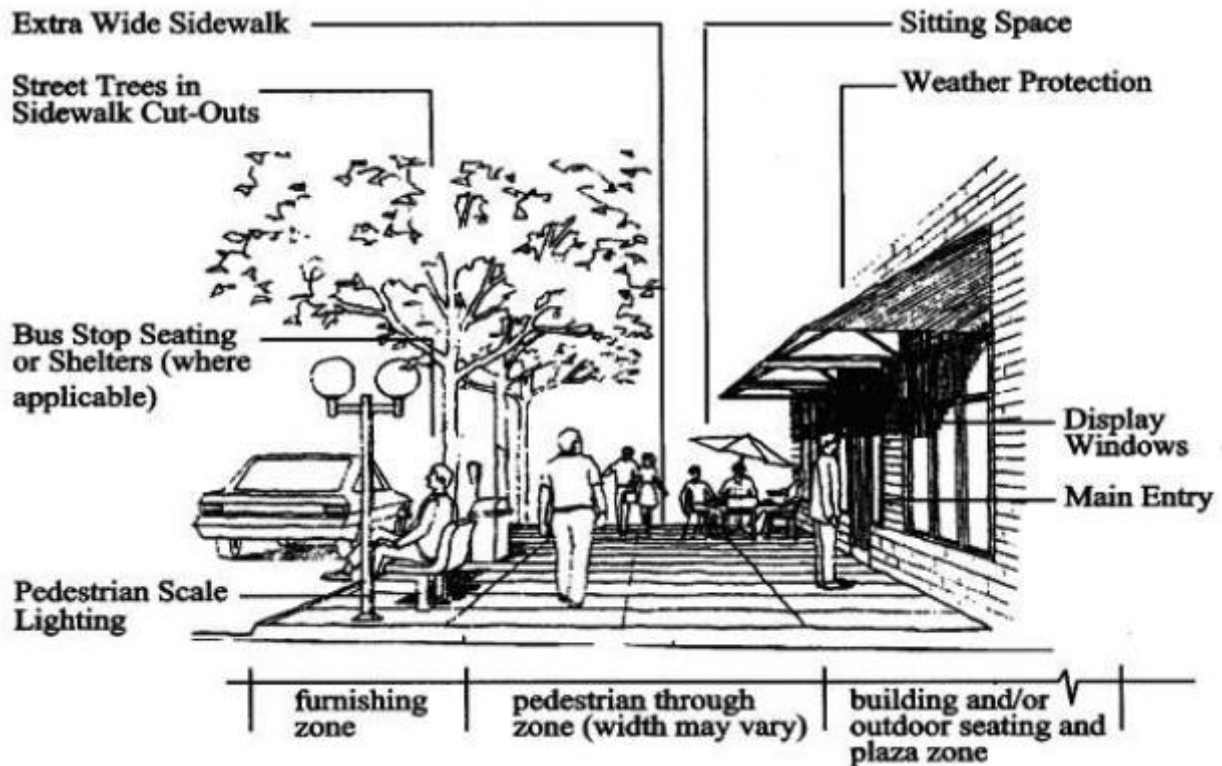 Extra Wide Sidewalk
Sitting Space
Street Trees in
Sidewalk Cut-Outs
Weather Protection
Bus Stop Seating
or Shelters (where
applicable)
Display
Windows
Main Entry
Pedestrian Scale
Lighting
furnishing
zone
pedestrian through
zone (width may vary)
building and/or
outdoor seating and
plaza zone